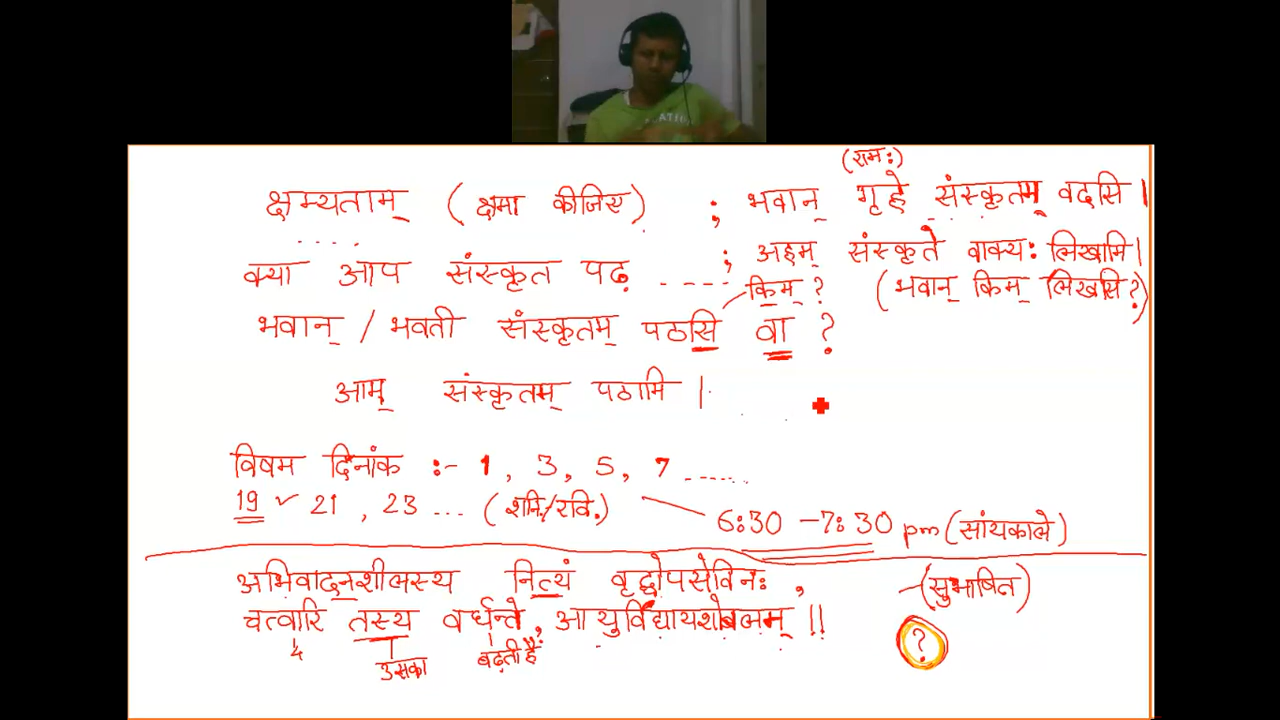 (रामः)
क्षम्यताम् (क्षमा कीजिए) ; भवान् गृहे संस्कृतम् वदसि।
....
क्या आप संस्कृत पढ़ ..... ; अहम् संस्कृते वाक्यः लिखामि।
किम्? (भवान् किम् लिखसि?)
भवान् / भवती संस्कृतम् पठसि वा ?
आम् संस्कृतम् पठामि।
विषम दिनांक :- 1, 3, 5, 7 ......
19 ✓ 21, 23 ... (शनि./रवि.) 6:30 - 7:30 pm (सांयकाले)
अभिवादनशीलस्य नित्यं वृद्धोपसेविनः, -(सुभाषित)
चत्वारि तस्य वर्धन्ते, आयुर्विद्यायशोबलम् !!
4 उसका बढ़ती है? ?